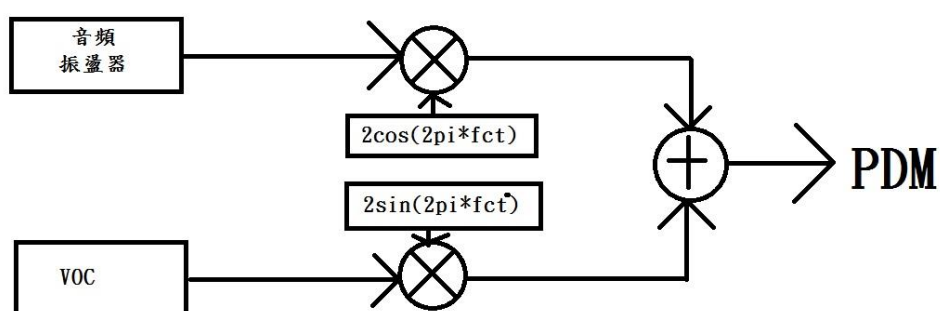 音頻
振盪器
2cos(2pi*fct)
2sin(2pi*fct)
PDM
VOC